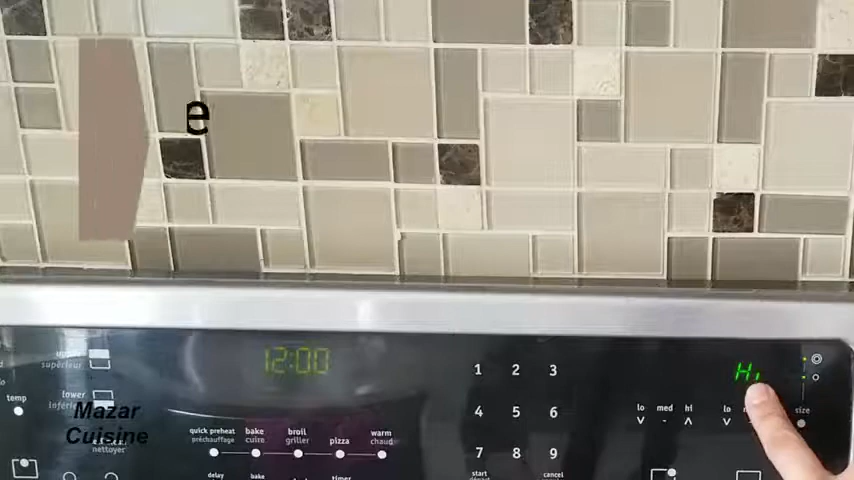 e
12:00
Hi
1 2 3
4 5 6
7 8 9
upper
supérieur
lower
temp
Mazar
Cuisine
nettoyer
quick preheat
préchauffage
bake
cuire
broil
griller
pizza
warm
chaud
lo med hi
lo
size
delay
bake
timer
start
cancel